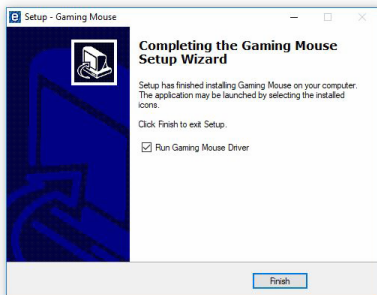 Setup - Gaming Mouse
Completing the Gaming Mouse
Setup Wizard
Setup has finished installing Gaming Mouse on your computer.
The application may be launched by selecting the installed
icons.
Click Finish to exit Setup.
Run Gaming Mouse Driver
Finish